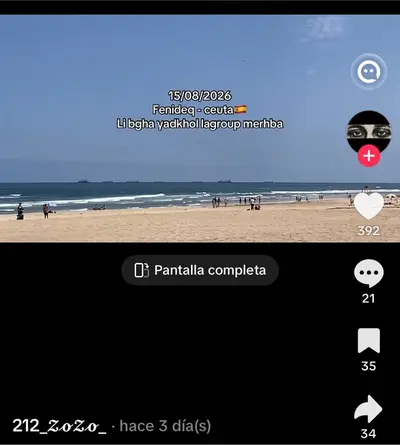 15/08/2026
Fenideq - ceuta🇪🇸
Li bgha yadkhol lagroup merhba
392
Pantalla completa
21
35
34
212_𝓩𝓸𝓩𝓸_ · hace 3 día(s)